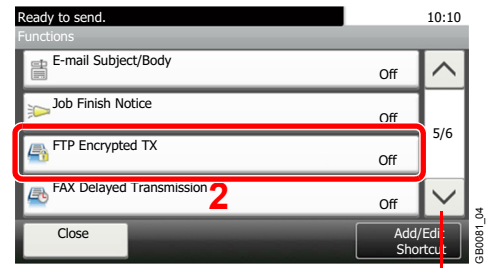 Ready to send.
10:10
Functions
E-mail Subject/Body
Off
Job Finish Notice
Off
5/6
FTP Encrypted TX
Off
FAX Delayed Transmission
2
Off
Close
Add/Edit
Shortcut
GB0081_04